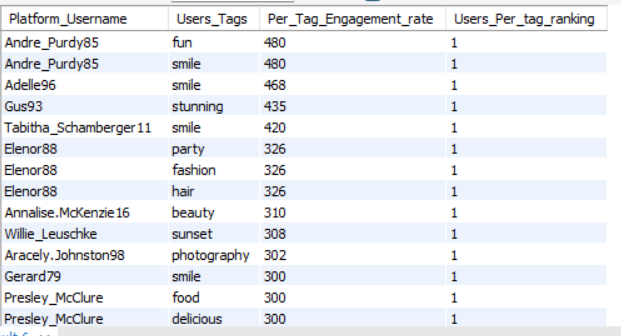 Platform_Username Users_Tags Per_Tag_Engagement_rate Users_Per_tag_ranking
Andre_Purdy85 fun 480 1
Andre_Purdy85 smile 480 1
Adelle96 smile 468 1
Gus93 stunning 435 1
Tabitha_Schamberger11 smile 420 1
Elenor88 party 326 1
Elenor88 fashion 326 1
Elenor88 hair 326 1
Annalise.McKenzie16 beauty 310 1
Willie_Leuschke sunset 308 1
Aracely.Johnston98 photography 302 1
Gerard79 smile 300 1
Presley_McClure food 300 1
Presley_McClure delicious 300 1